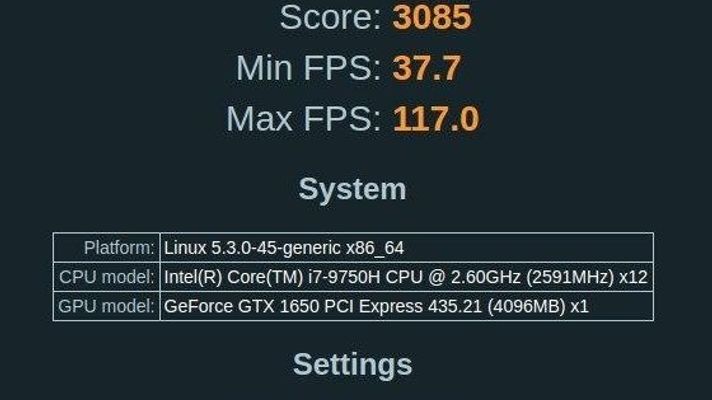 Score: 3085
Min FPS: 37.7
Max FPS: 117.0
System
Platform: Linux 5.3.0-45-generic x86_64
CPU model: Intel(R) Core(TM) i7-9750H CPU @ 2.60GHz (2591MHz) x12
GPU model: GeForce GTX 1650 PCI Express 435.21 (4096MB) x1
Settings